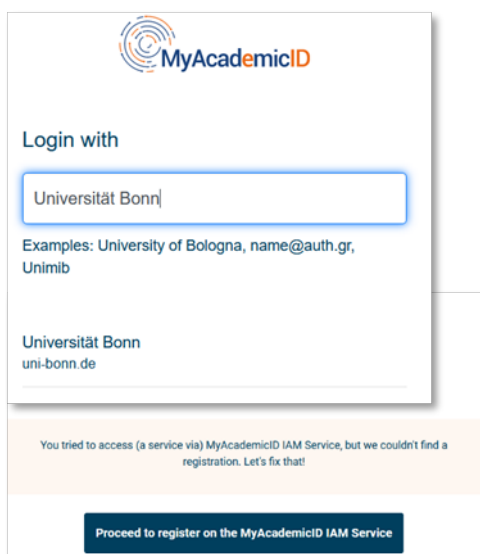 MyAcademicID
Login with
Universität Bonn
Examples: University of Bologna, name@auth.gr,
Unimib
Universität Bonn
uni-bonn.de
You tried to access (a service via) MyAcademicID IAM Service, but we couldn't find a
registration. Let's fix that!
Proceed to register on the MyAcademicID IAM Service